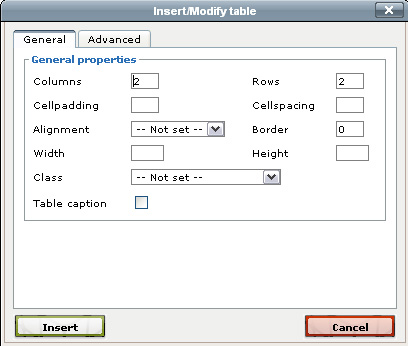 Insert/Modify table
General Advanced
General properties
Columns 2 Rows 2
Cellpadding Cellspacing
Alignment -- Not set -- Border 0
Width Height
Class -- Not set --
Table caption
Insert Cancel